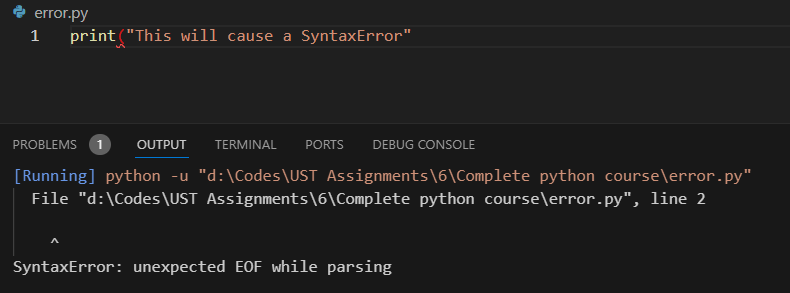 error.py
1 print("This will cause a SyntaxError"
PROBLEMS 1 OUTPUT TERMINAL PORTS DEBUG CONSOLE
[Running] python -u "d:\Codes\UST Assignments\6\Complete python course\error.py"
File "d:\Codes\UST Assignments\6\Complete python course\error.py", line 2
^
SyntaxError: unexpected EOF while parsing